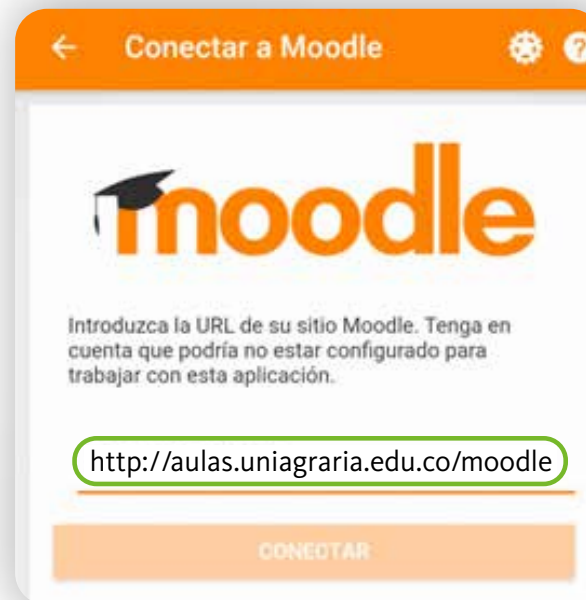 Conectar a Moodle
moodle
Introduzca la URL de su sitio Moodle. Tenga en
cuenta que podría no estar configurado para
trabajar con esta aplicación.
http://aulas.uniagraria.edu.co/moodle
CONECTAR